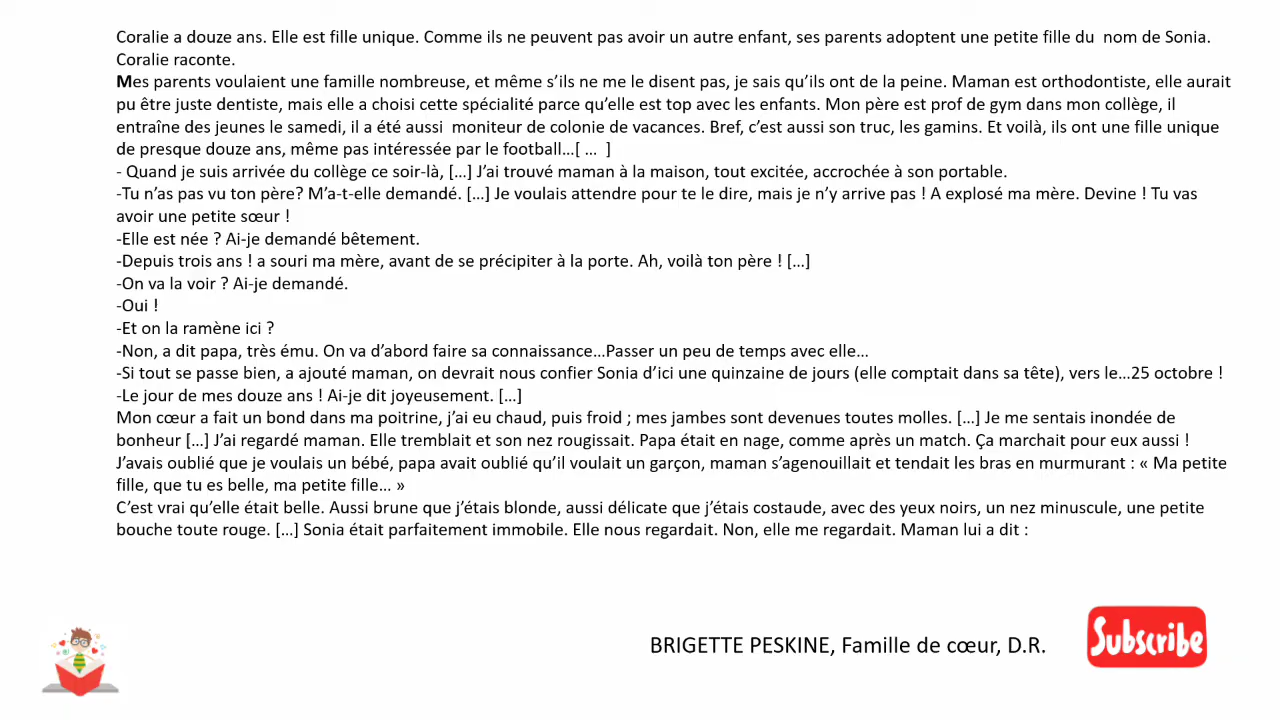 Coralie a douze ans. Elle est fille unique. Comme ils ne peuvent pas avoir un autre enfant, ses parents adoptent une petite fille du  nom de Sonia.
Coralie raconte.
Mes parents voulaient une famille nombreuse, et même s’ils ne me le disent pas, je sais qu’ils ont de la peine. Maman est orthodontiste, elle aurait
pu être juste dentiste, mais elle a choisi cette spécialité parce qu’elle est top avec les enfants. Mon père est prof de gym dans mon collège, il
entraîne des jeunes le samedi, il a été aussi  moniteur de colonie de vacances. Bref, c’est aussi son truc, les gamins. Et voilà, ils ont une fille unique
de presque douze ans, même pas intéressée par le football…[ …  ]
- Quand je suis arrivée du collège ce soir-là, […] J’ai trouvé maman à la maison, tout excitée, accrochée à son portable.
-Tu n’as pas vu ton père? M’a-t-elle demandé. […] Je voulais attendre pour te le dire, mais je n’y arrive pas ! A explosé ma mère. Devine ! Tu vas
avoir une petite sœur !
-Elle est née ? Ai-je demandé bêtement.
-Depuis trois ans ! a souri ma mère, avant de se précipiter à la porte. Ah, voilà ton père ! […]
-On va la voir ? Ai-je demandé.
-Oui !
-Et on la ramène ici ?
-Non, a dit papa, très ému. On va d’abord faire sa connaissance…Passer un peu de temps avec elle…
-Si tout se passe bien, a ajouté maman, on devrait nous confier Sonia d’ici une quinzaine de jours (elle comptait dans sa tête), vers le…25 octobre !
-Le jour de mes douze ans ! Ai-je dit joyeusement. […]
Mon cœur a fait un bond dans ma poitrine, j’ai eu chaud, puis froid ; mes jambes sont devenues toutes molles. […] Je me sentais inondée de
bonheur […] J’ai regardé maman. Elle tremblait et son nez rougissait. Papa était en nage, comme après un match. Ça marchait pour eux aussi !
J’avais oublié que je voulais un bébé, papa avait oublié qu’il voulait un garçon, maman s’agenouillait et tendait les bras en murmurant : « Ma petite
fille, que tu es belle, ma petite fille… »
C’est vrai qu’elle était belle. Aussi brune que j’étais blonde, aussi délicate que j’étais costaude, avec des yeux noirs, un nez minuscule, une petite
bouche toute rouge. […] Sonia était parfaitement immobile. Elle nous regardait. Non, elle me regardait. Maman lui a dit :
BRIGETTE PESKINE, Famille de cœur, D.R.
Subscribe